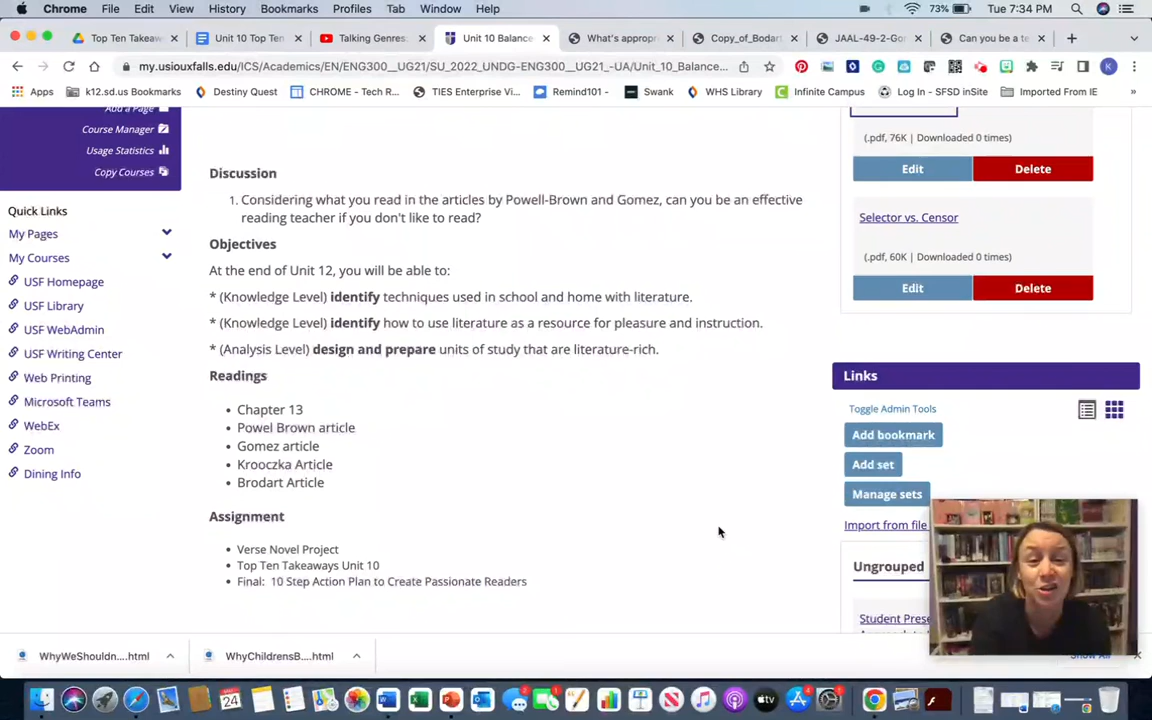 Chrome File Edit View History Bookmarks Profiles Tab Window Help 73% Tue 7:34 PM
Top Ten Takeaw Unit 10 Top Ten Talking Genres: Unit 10 Balance What's appropr Copy_of_Bodar JAAL-49-2-Go Can you be a te
my.usiouxfalls.edu/ICS/Academics/EN/ENG300__UG21/SU_2022_UNDG-ENG300__UG21_-UA/Unit_10_Balance... K
Apps k12.sd.us Bookmarks Destiny Quest CHROME - Tech R... TIES Enterprise Vi... Remind101 - Swank WHS Library Infinite Campus Log In - SFSD inSite Imported From IE
Add a Page
Course Manager
Usage Statistics
Copy Courses
Quick Links
My Pages
My Courses
USF Homepage
USF Library
USF WebAdmin
USF Writing Center
Web Printing
Microsoft Teams
WebEx
Zoom
Dining Info
Discussion
1. Considering what you read in the articles by Powell-Brown and Gomez, can you be an effective
reading teacher if you don't like to read?
Objectives
At the end of Unit 12, you will be able to:
* (Knowledge Level) identify techniques used in school and home with literature.
* (Knowledge Level) identify how to use literature as a resource for pleasure and instruction.
* (Analysis Level) design and prepare units of study that are literature-rich.
Readings
• Chapter 13
• Powel Brown article
• Gomez article
• Krooczka Article
• Brodart Article
Assignment
• Verse Novel Project
• Top Ten Takeaways Unit 10
• Final: 10 Step Action Plan to Create Passionate Readers
(.pdf, 76K | Downloaded 0 times)
Edit Delete
Selector vs. Censor
(.pdf, 60K | Downloaded 0 times)
Edit Delete
Links
Toggle Admin Tools
Add bookmark
Add set
Manage sets
Import from file
Ungrouped
Student Prese
WhyWeShouldn....html WhyChildrensB....html